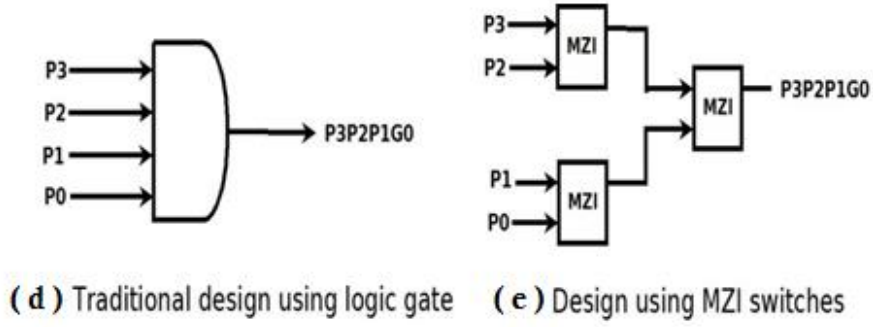 P3
P2
P1
P0
P3P2P1G0
P3
P2
MZI
P1
P0
MZI
MZI
P3P2P1G0
( d ) Traditional design using logic gate
( e ) Design using MZI switches